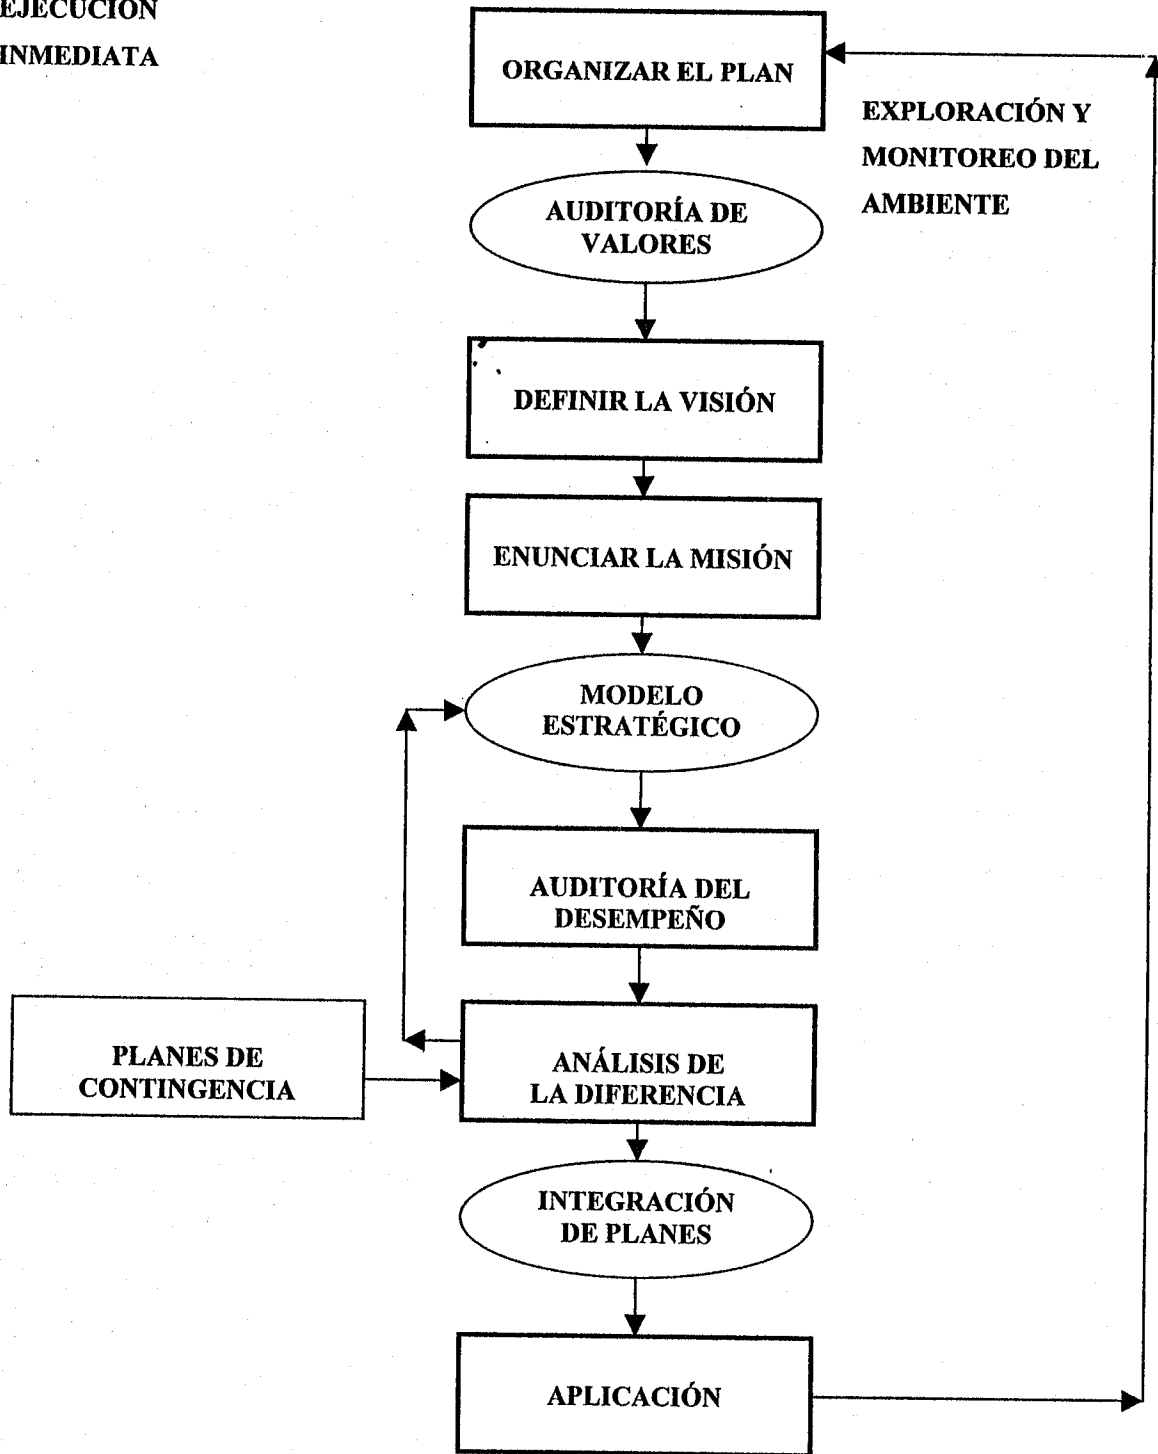 EJECUCIÓN
INMEDIATA
ORGANIZAR EL PLAN
EXPLORACIÓN Y
MONITOREO DEL
AMBIENTE
AUDITORÍA DE
VALORES
DEFINIR LA VISIÓN
ENUNCIAR LA MISIÓN
MODELO
ESTRATÉGICO
AUDITORÍA DEL
DESEMPEÑO
PLANES DE
CONTINGENCIA
ANÁLISIS DE
LA DIFERENCIA
INTEGRACIÓN
DE PLANES
APLICACIÓN